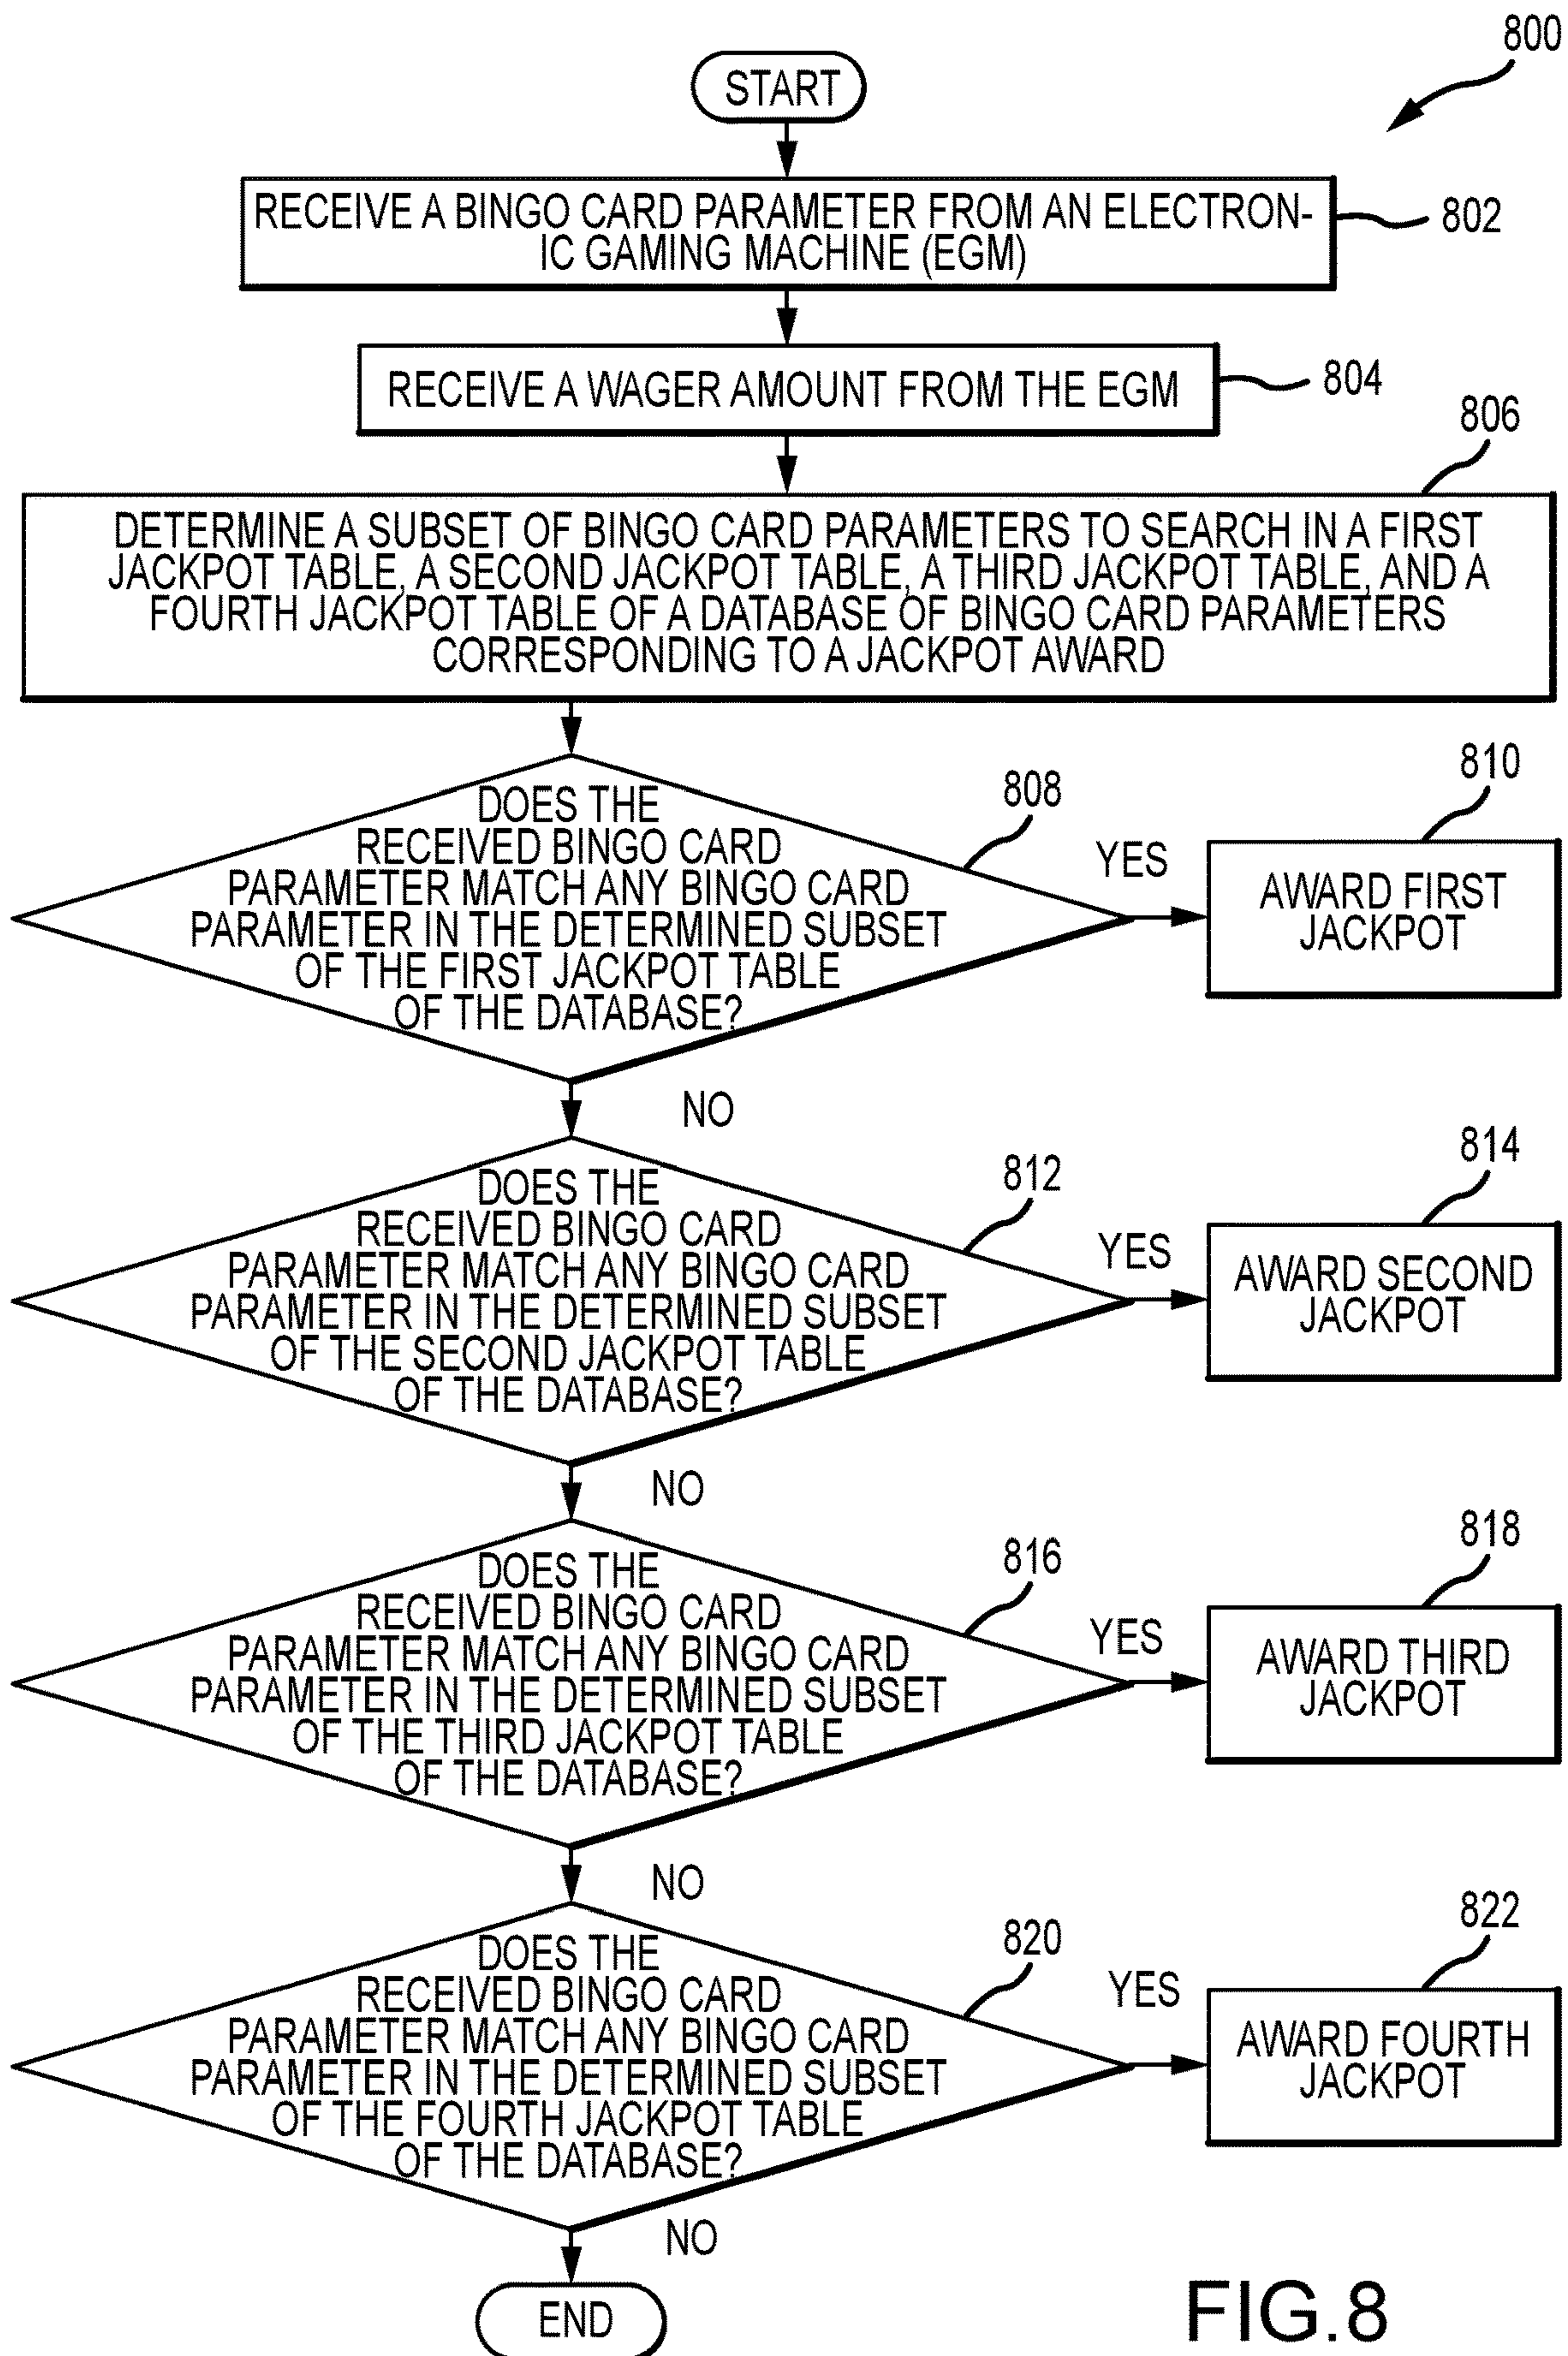 800
START
RECEIVE A BINGO CARD PARAMETER FROM AN ELECTRON-
IC GAMING MACHINE (EGM)
802
RECEIVE A WAGER AMOUNT FROM THE EGM
804
806
DETERMINE A SUBSET OF BINGO CARD PARAMETERS TO SEARCH IN A FIRST
JACKPOT TABLE, A SECOND JACKPOT TABLE, A THIRD JACKPOT TABLE, AND A
FOURTH JACKPOT TABLE OF A DATABASE OF BINGO CARD PARAMETERS
CORRESPONDING TO A JACKPOT AWARD
DOES THE
RECEIVED BINGO CARD
PARAMETER MATCH ANY BINGO CARD
PARAMETER IN THE DETERMINED SUBSET
OF THE FIRST JACKPOT TABLE
OF THE DATABASE?
808
YES
810
AWARD FIRST
JACKPOT
NO
DOES THE
RECEIVED BINGO CARD
PARAMETER MATCH ANY BINGO CARD
PARAMETER IN THE DETERMINED SUBSET
OF THE SECOND JACKPOT TABLE
OF THE DATABASE?
812
YES
814
AWARD SECOND
JACKPOT
NO
DOES THE
RECEIVED BINGO CARD
PARAMETER MATCH ANY BINGO CARD
PARAMETER IN THE DETERMINED SUBSET
OF THE THIRD JACKPOT TABLE
OF THE DATABASE?
816
YES
818
AWARD THIRD
JACKPOT
NO
DOES THE
RECEIVED BINGO CARD
PARAMETER MATCH ANY BINGO CARD
PARAMETER IN THE DETERMINED SUBSET
OF THE FOURTH JACKPOT TABLE
OF THE DATABASE?
820
YES
822
AWARD FOURTH
JACKPOT
NO
END
FIG.8